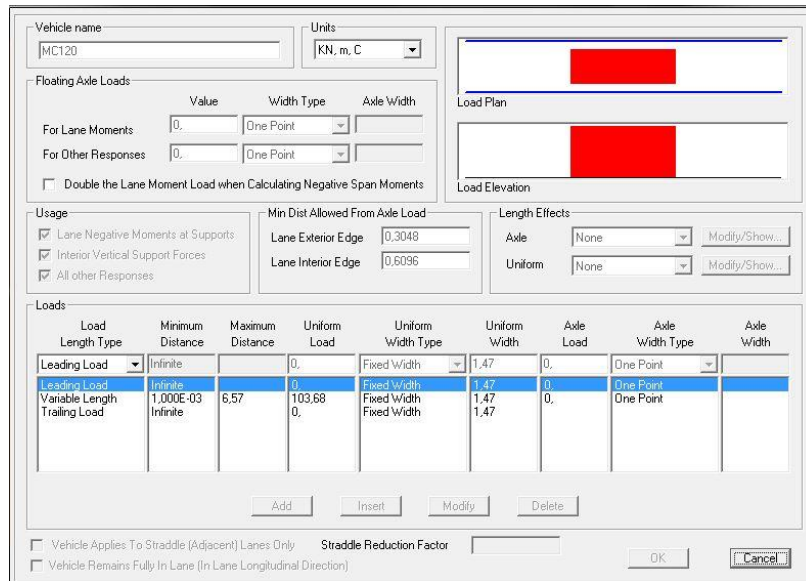 Vehicle name
MC120
Units
KN, m, C
Floating Axle Loads
Value Width Type Axle Width
For Lane Moments 0, One Point
For Other Responses 0, One Point
Double the Lane Moment Load when Calculating Negative Span Moments
Load Plan
Load Elevation
Usage
Lane Negative Moments at Supports
Interior Vertical Support Forces
All other Responses
Min Dist Allowed From Axle Load
Lane Exterior Edge 0,3048
Lane Interior Edge 0,6096
Length Effects
Axle None Modify/Show...
Uniform None Modify/Show...
Loads
Load Minimum Maximum Uniform Uniform Uniform Axle Axle Axle
Length Type Distance Distance Load Width Type Width Load Width Type Width
Leading Load Infinite 0, Fixed Width 1,47 0, One Point
Leading Load Infinite 0, Fixed Width 1,47 0, One Point
Variable Length 1,000E-03 6,57 103,68 Fixed Width 1,47 0, One Point
Trailing Load Infinite 0, Fixed Width 1,47
Add Insert Modify Delete
Vehicle Applies To Straddle (Adjacent) Lanes Only Straddle Reduction Factor
Vehicle Remains Fully In Lane (In Lane Longitudinal Direction)
OK Cancel